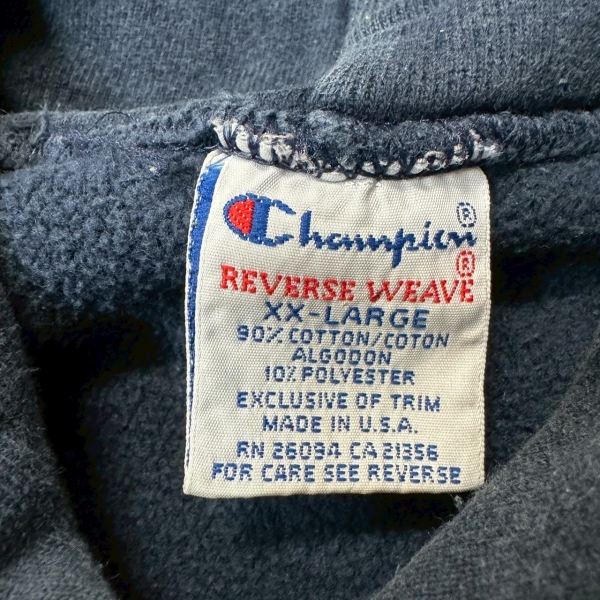 Champion®
REVERSE WEAVE®
XX-LARGE
90% COTTON/COTON
ALGODON
10% POLYESTER
EXCLUSIVE OF TRIM
MADE IN U.S.A.
RN 26094 CA 21356
FOR CARE SEE REVERSE